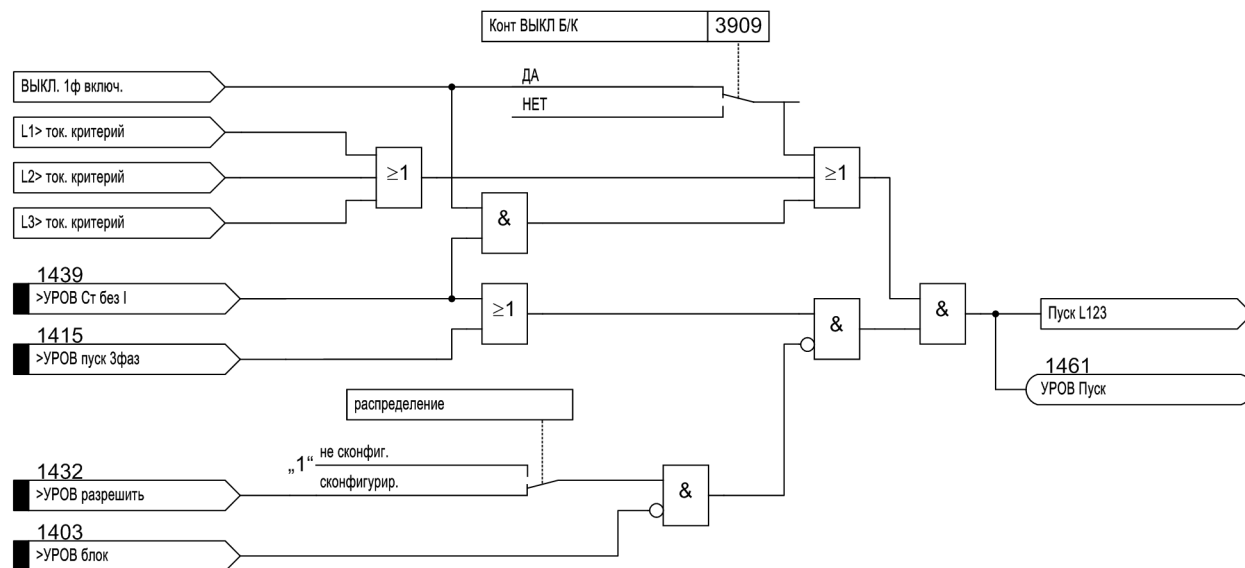 Конт ВЫКЛ Б/К 3909
ВЫКЛ. 1ф включ.
ДА
НЕТ
L1> ток. критерий
L2> ток. критерий
L3> ток. критерий
≥1
≥1
&
1439
>УРОВ Ст без I
≥1
&
&
Пуск L123
1415
>УРОВ пуск 3фаз
1461
УРОВ Пуск
распределение
„1“ не сконфиг.
сконфигурир.
1432
>УРОВ разрешить
&
1403
>УРОВ блок